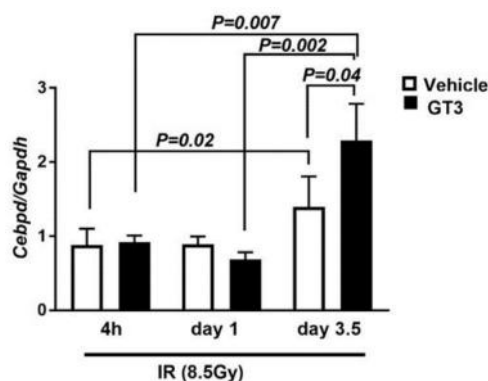 P=0.007
P=0.002
P=0.04
Vehicle
GT3
P=0.02
Cebpd/Gapdh
3
2
1
0
4h day 1 day 3.5
IR (8.5Gy)